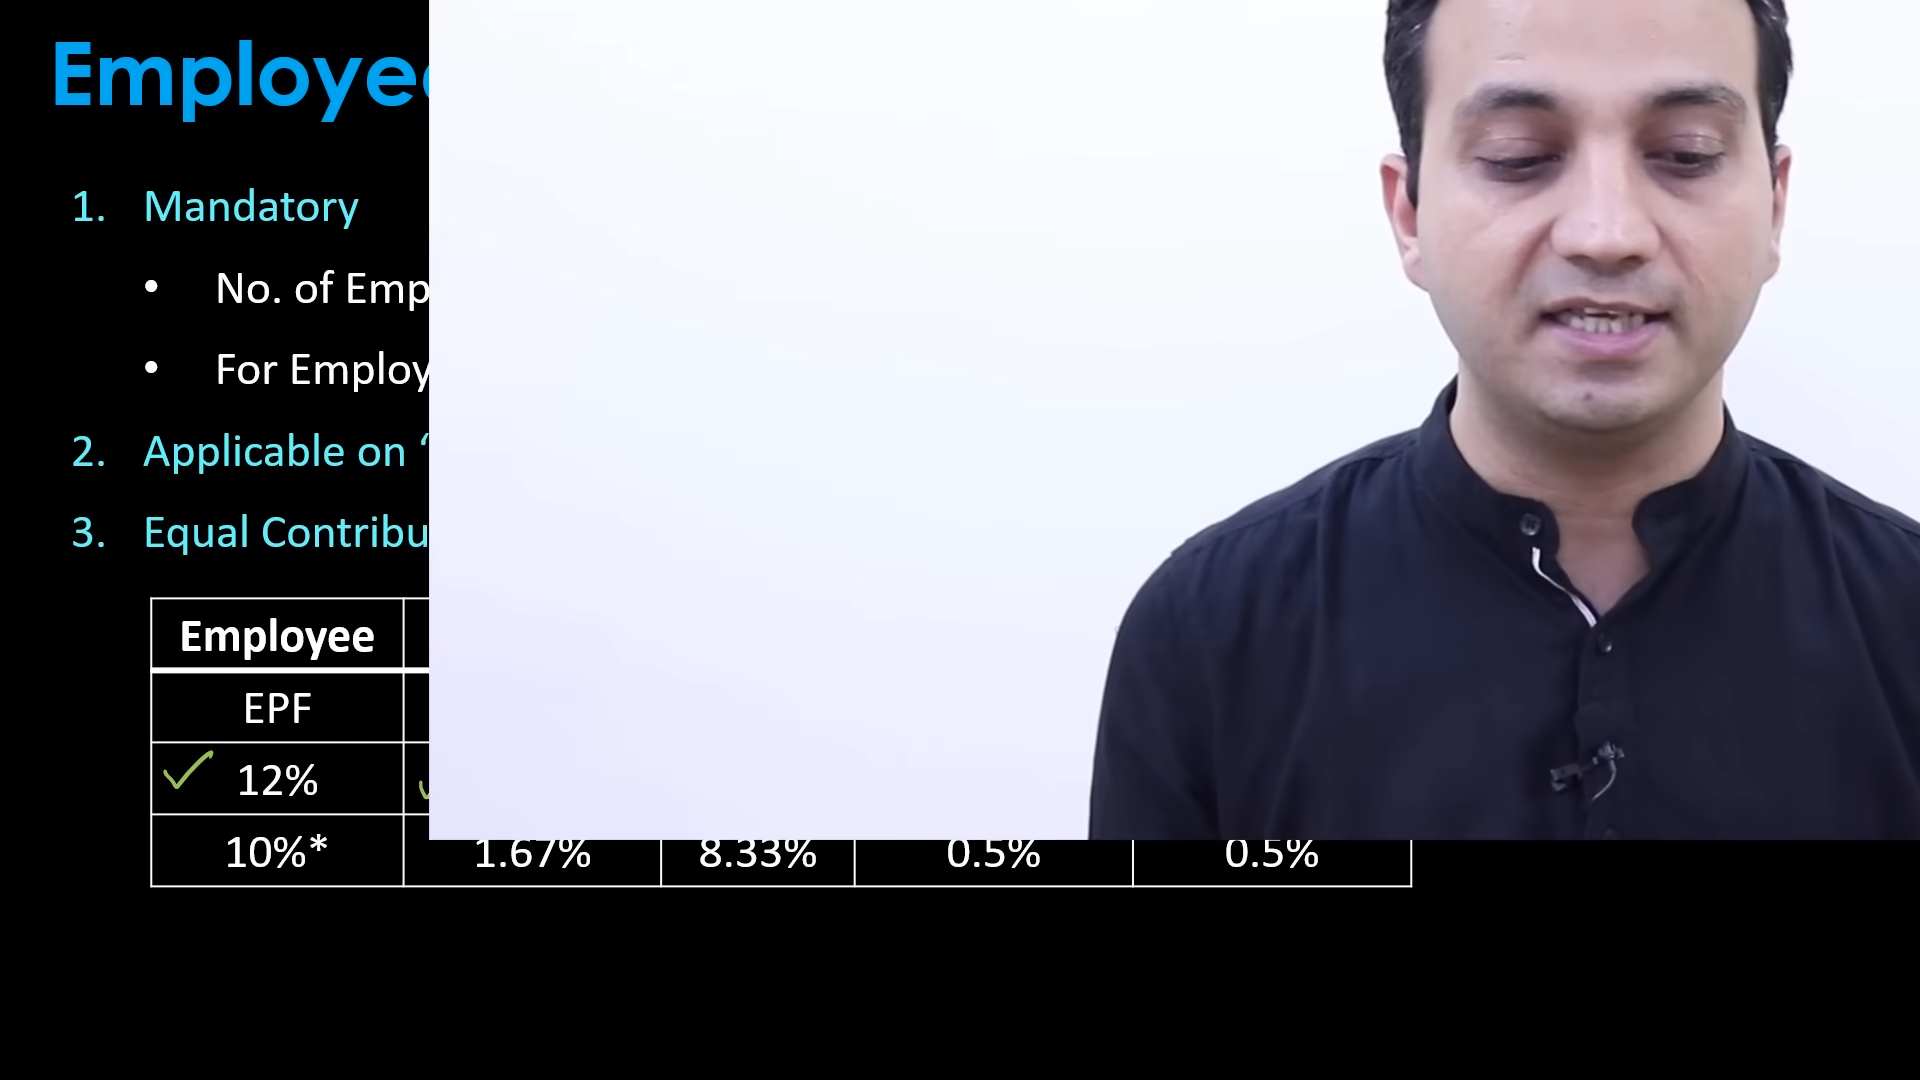 Employe
1. Mandatory
• No. of Emp
• For Employ
2. Applicable on ‘
3. Equal Contribu
Employee
EPF
12%
10%* 1.67% 8.33% 0.5% 0.5%